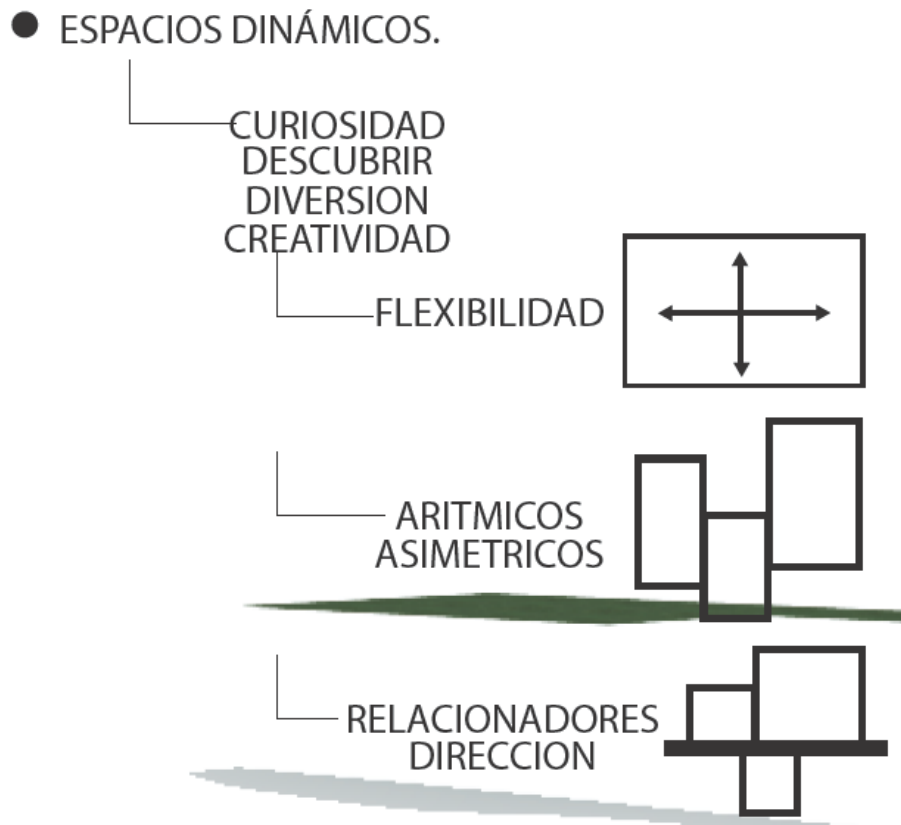 ESPACIOS DINÁMICOS.
CURIOSIDAD
DESCUBRIR
DIVERSION
CREATIVIDAD
FLEXIBILIDAD
ARITMICOS
ASIMETRICOS
RELACIONADORES
DIRECCION